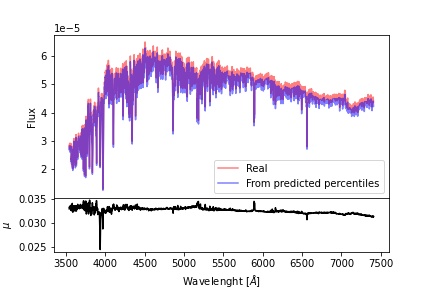 1e−5
6
5
4
3
2
Flux
Real
From predicted percentiles
0.035
0.030
0.025
μ
3500 4000 4500 5000 5500 6000 6500 7000 7500
Wavelenght [Å]